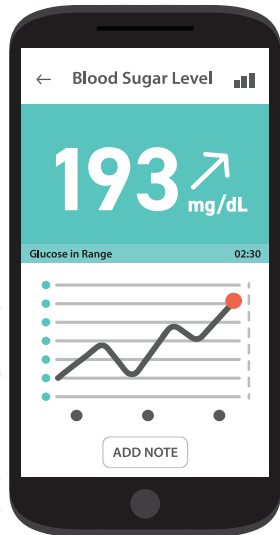 Blood Sugar Level
193
mg/dL
Glucose in Range 02:30
ADD NOTE